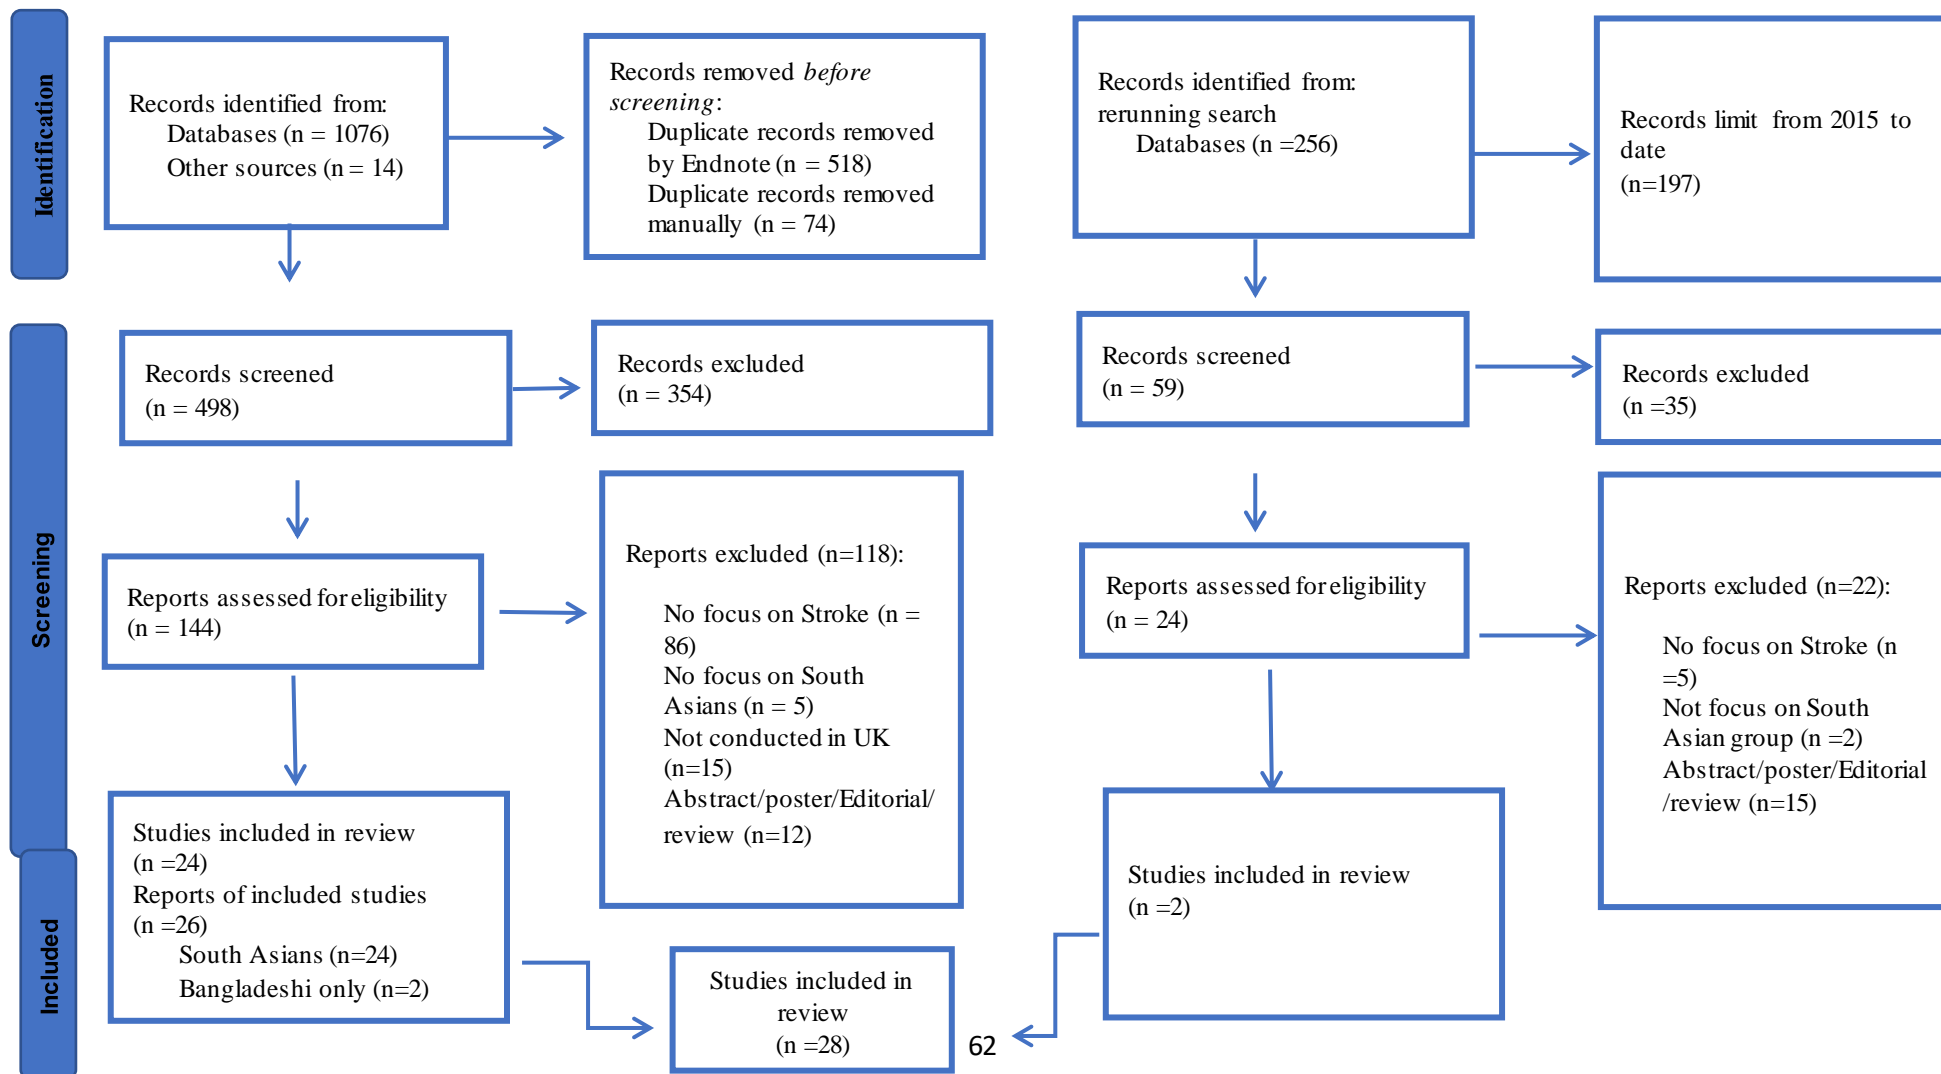 Identification
Records identified from:
Databases (n = 1076)
Other sources (n = 14)
Records removed before
screening:
Duplicate records removed
by Endnote (n = 518)
Duplicate records removed
manually (n = 74)
Records identified from:
rerunning search
Databases (n =256)
Records limit from 2015 to
date
(n=197)
Screening
Records screened
(n = 498)
Records excluded
(n = 354)
Records screened
(n = 59)
Records excluded
(n =35)
Reports assessed for eligibility
(n = 144)
Reports excluded (n=118):
No focus on Stroke (n =
86)
No focus on South
Asians (n = 5)
Not conducted in UK
(n=15)
Abstract/poster/Editorial/
review (n=12)
Reports assessed for eligibility
(n = 24)
Reports excluded (n=22):
No focus on Stroke (n
=5)
Not focus on South
Asian group (n =2)
Abstract/poster/Editorial
/review (n=15)
Included
Studies included in review
(n =24)
Reports of included studies
(n =26)
South Asians (n=24)
Bangladeshi only (n=2)
Studies included in
review
(n =28)
Studies included in review
(n =2)
62